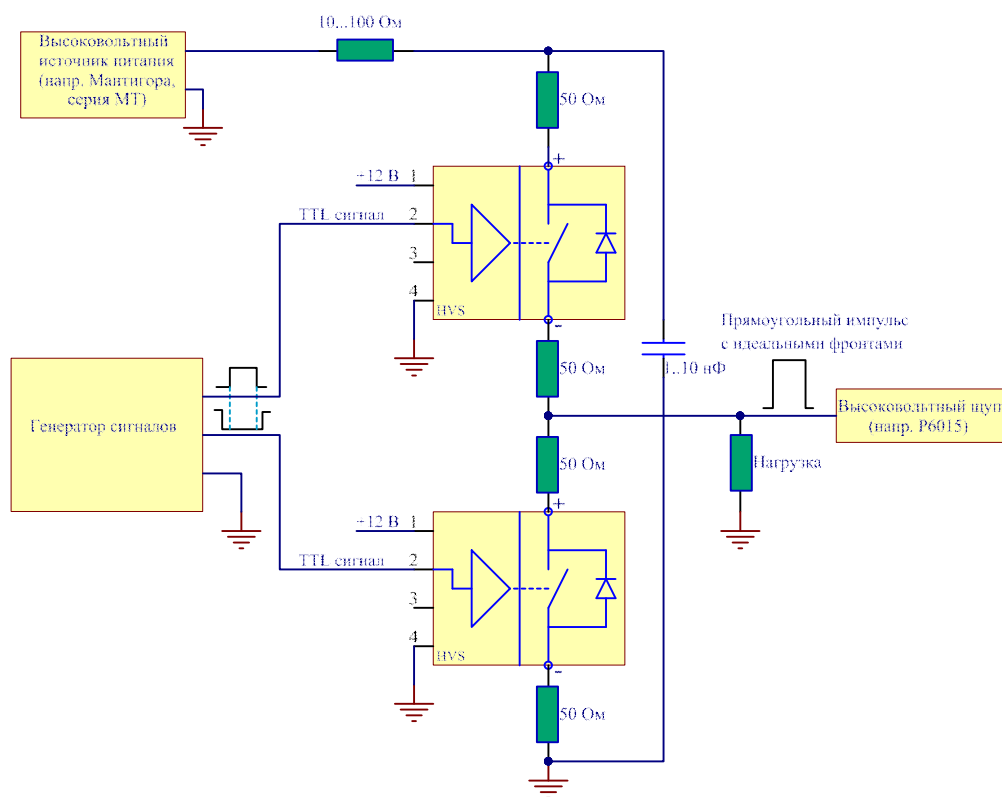 10...100 Ом
Высоковольтный
источник питания
(напр. Мантигора,
серия МТ)
50 Ом
+
+12 В
1
TTL сигнал
2
3
4
HVS
-
50 Ом
1..10 нФ
Прямоугольный импульс
с идеальными фронтами
Генератор сигналов
Высоковольтный щуп
(напр. P6015)
50 Ом
Нагрузка
+
+12 В
1
TTL сигнал
2
3
4
HVS
-
50 Ом